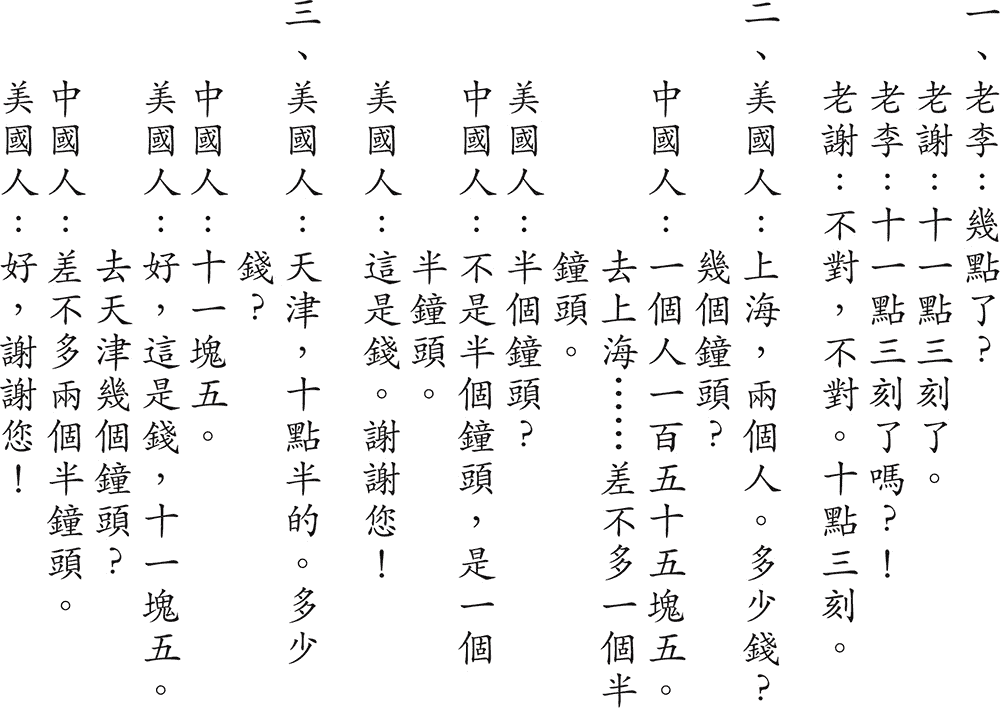 一、老李：幾點了？
老謝：十一點三刻了。
老李：十一點三刻了嗎？！
老謝：不對，不對。十點三刻。
二、美國人：上海，兩個人。多少錢？
幾個鐘頭？
中國人：一個人一百五十五塊五。
去上海……差不多一個半
鐘頭。
美國人：半個鐘頭？
中國人：不是半個鐘頭，是一個
半鐘頭。
美國人：這是錢。謝謝您！
三、美國人：天津，十點半的。多少
錢？
中國人：十一塊五。
美國人：好，這是錢，十一塊五。
去天津幾個鐘頭？
中國人：差不多兩個半鐘頭。
美國人：好，謝謝您！